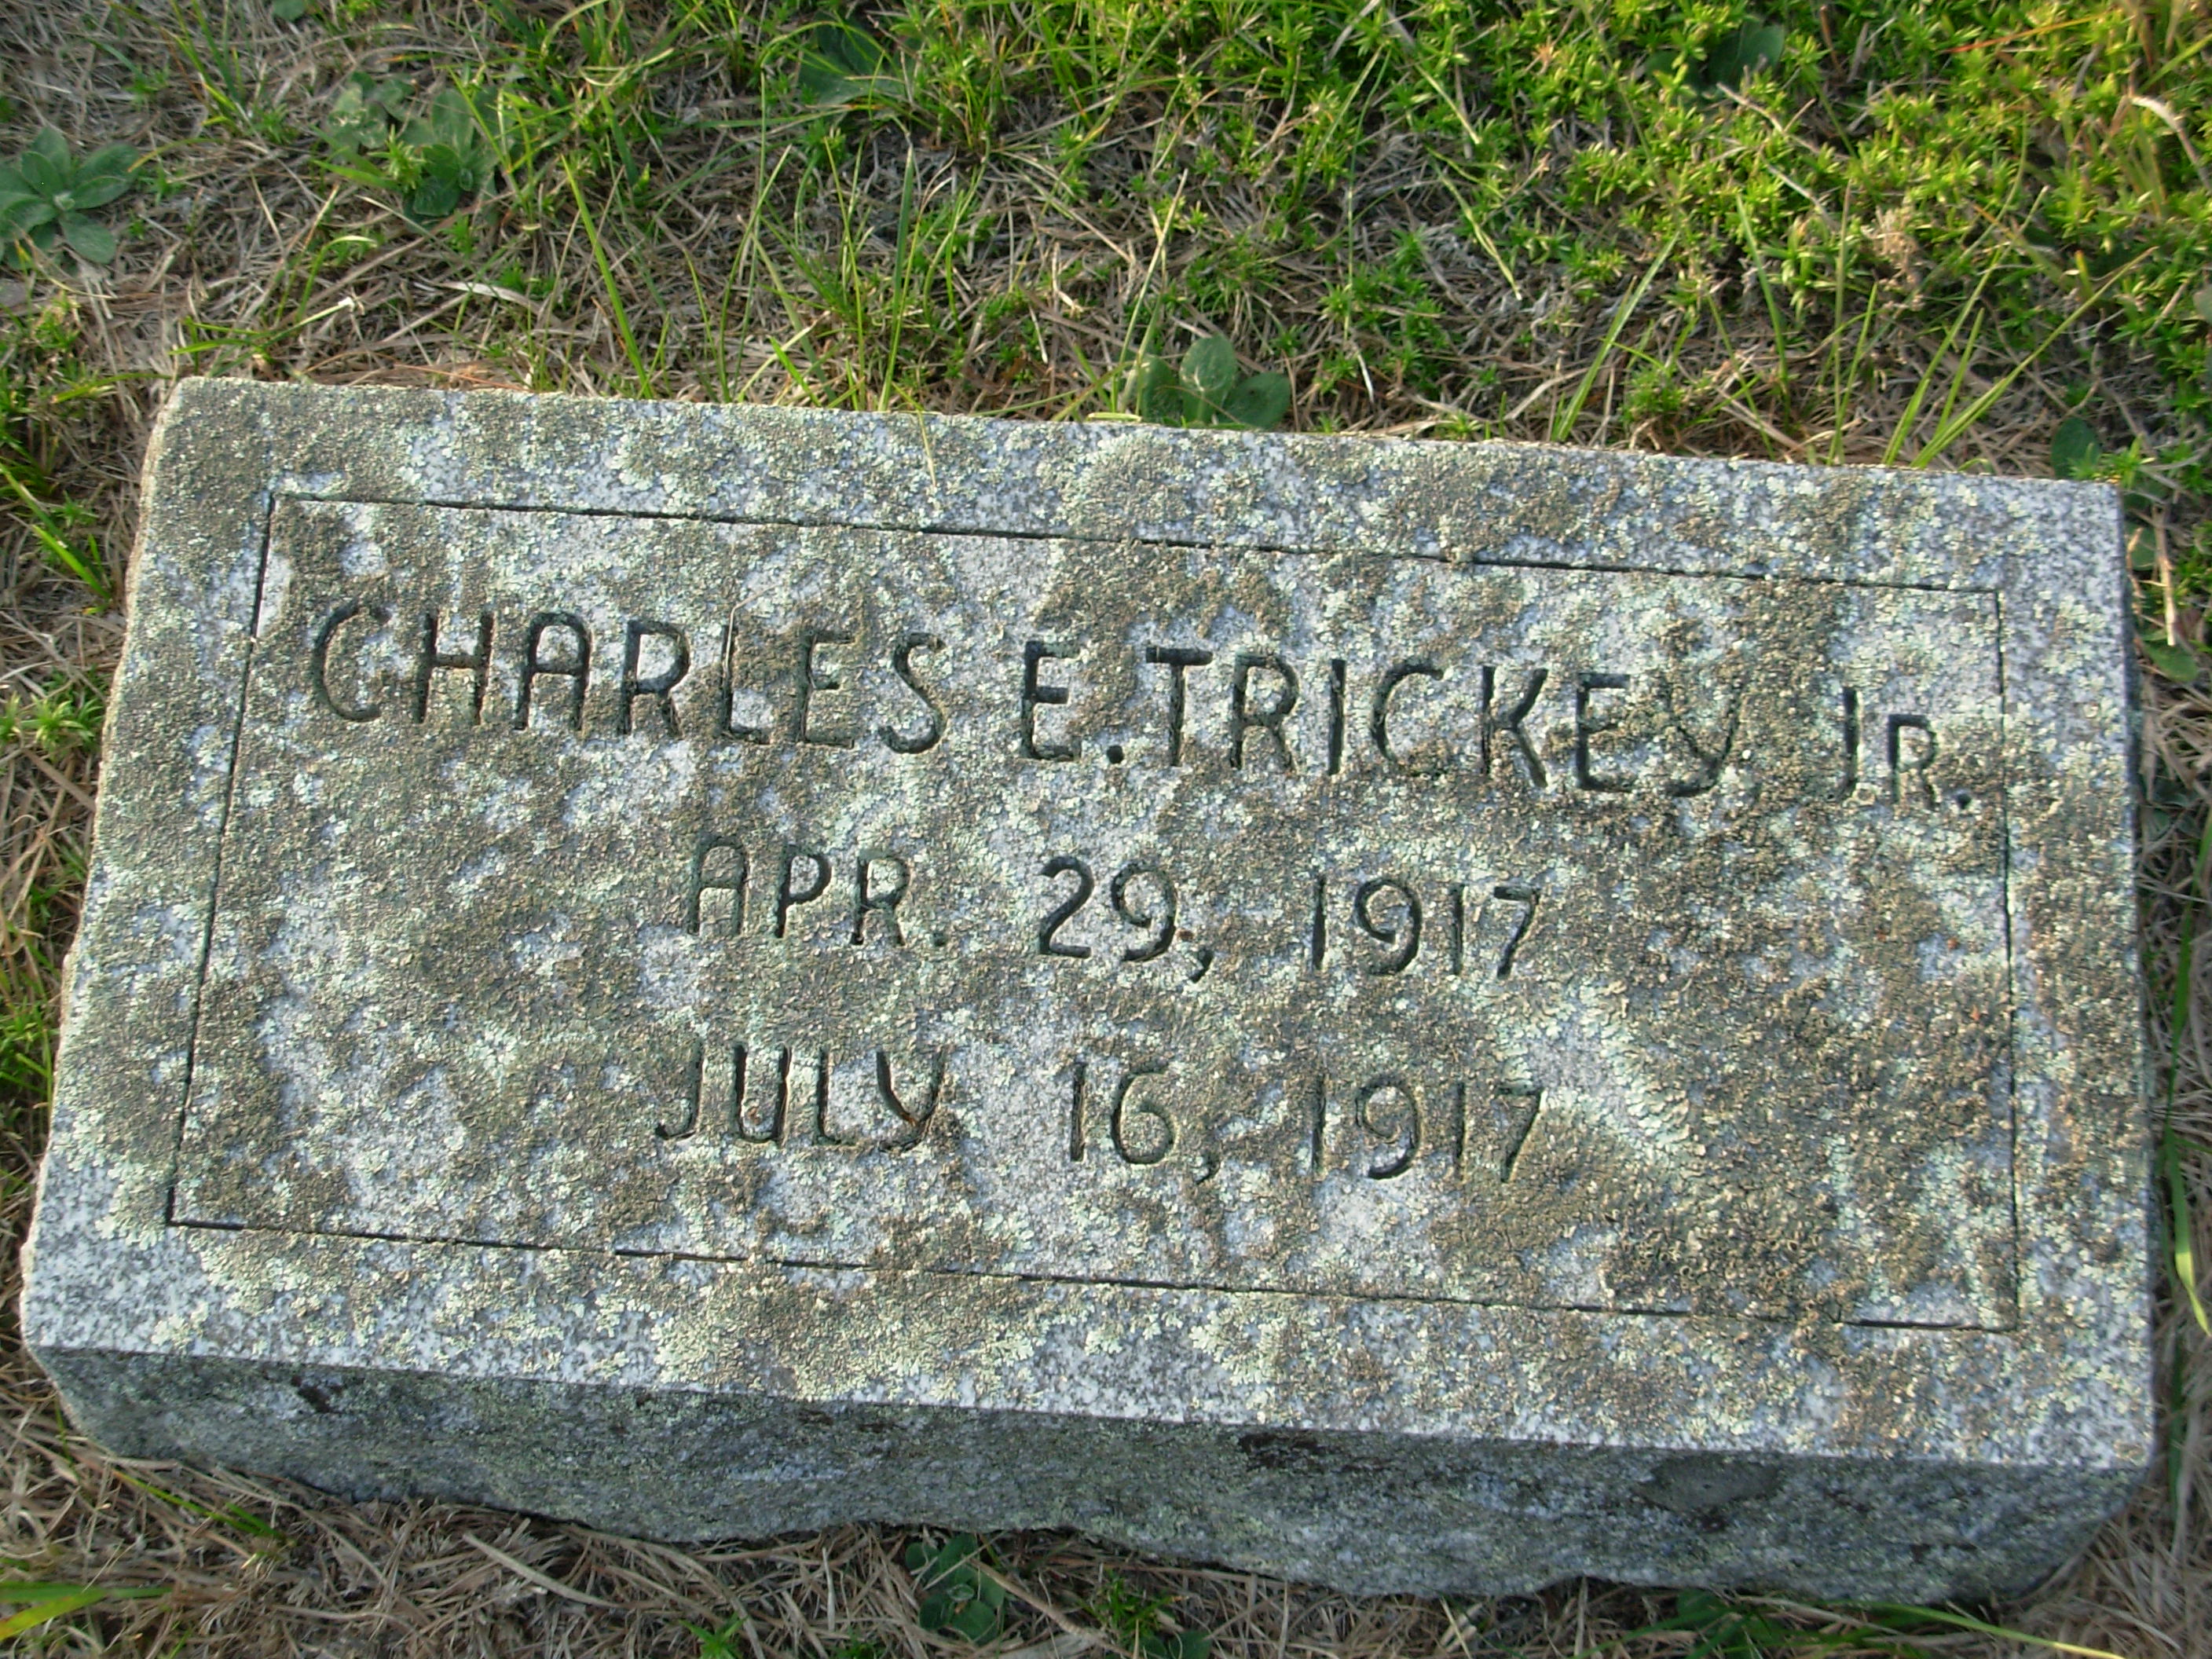 CHARLES E. TRICKEY JR.
APR. 29, 1917
JULY 16, 1917